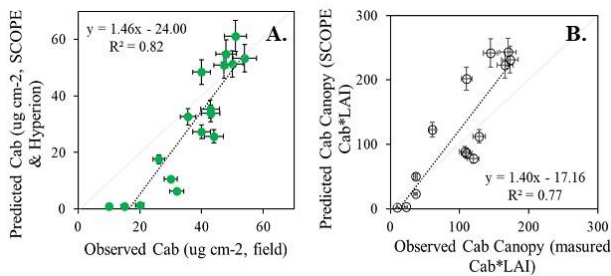 y = 1.46x - 24.00
R² = 0.82
A.
60
40
20
0
0 20 40 60
Predicted Cab (ug cm-2, SCOPE
& Hyperion)
Observed Cab (ug cm-2, field)
B.
300
200
100
0
0 100 200 300
y = 1.40x - 17.16
R² = 0.77
Predicted Cab Canopy (SCOPE
Cab*LAI)
Observed Cab Canopy (masured
Cab*LAI)